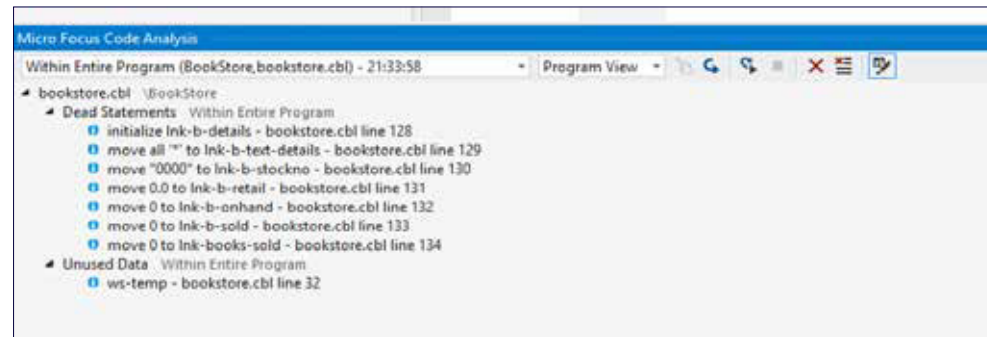 Micro Focus Code Analysis
Within Entire Program (BookStore,bookstore.cbl) - 21:33:58 Program View
bookstore.cbl \BookStore
Dead Statements Within Entire Program
initialize lnk-b-details - bookstore.cbl line 128
move all "*" to lnk-b-text-details - bookstore.cbl line 129
move "0000" to lnk-b-stockno - bookstore.cbl line 130
move 0.0 to lnk-b-retail - bookstore.cbl line 131
move 0 to lnk-b-onhand - bookstore.cbl line 132
move 0 to lnk-b-sold - bookstore.cbl line 133
move 0 to lnk-books-sold - bookstore.cbl line 134
Unused Data Within Entire Program
ws-temp - bookstore.cbl line 32